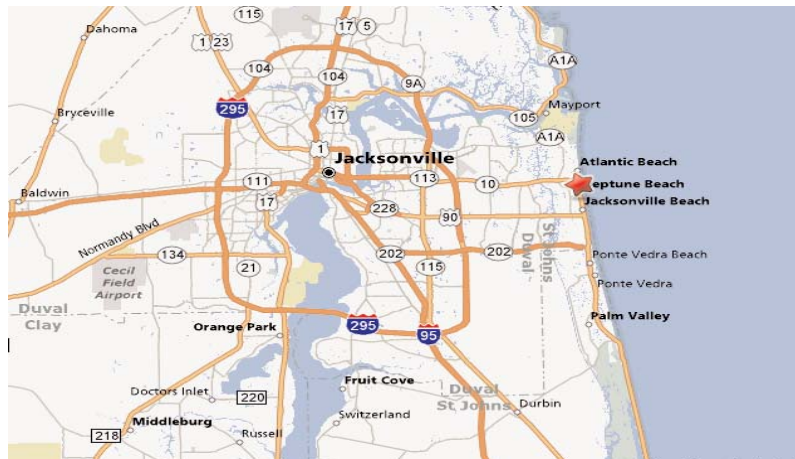 115
17
5
Dahoma
1
23
A1A
104
104
9A
Mayport
295
105
Bryceville
17
A1A
1
Atlantic Beach
Jacksonville
111
113
10
eptune Beach
Baldwin
17
228
90
Jacksonville Beach
Normandy Blvd
St Johns
Duval
202
202
Ponte Vedra Beach
134
21
115
Cecil
Field
Airport
Ponte Vedra
Duval
Clay
Orange Park
295
95
Palm Valley
Fruit Cove
Duval
St Johns
Doctors Inlet
220
Durbin
Switzerland
Middleburg
218
Russell